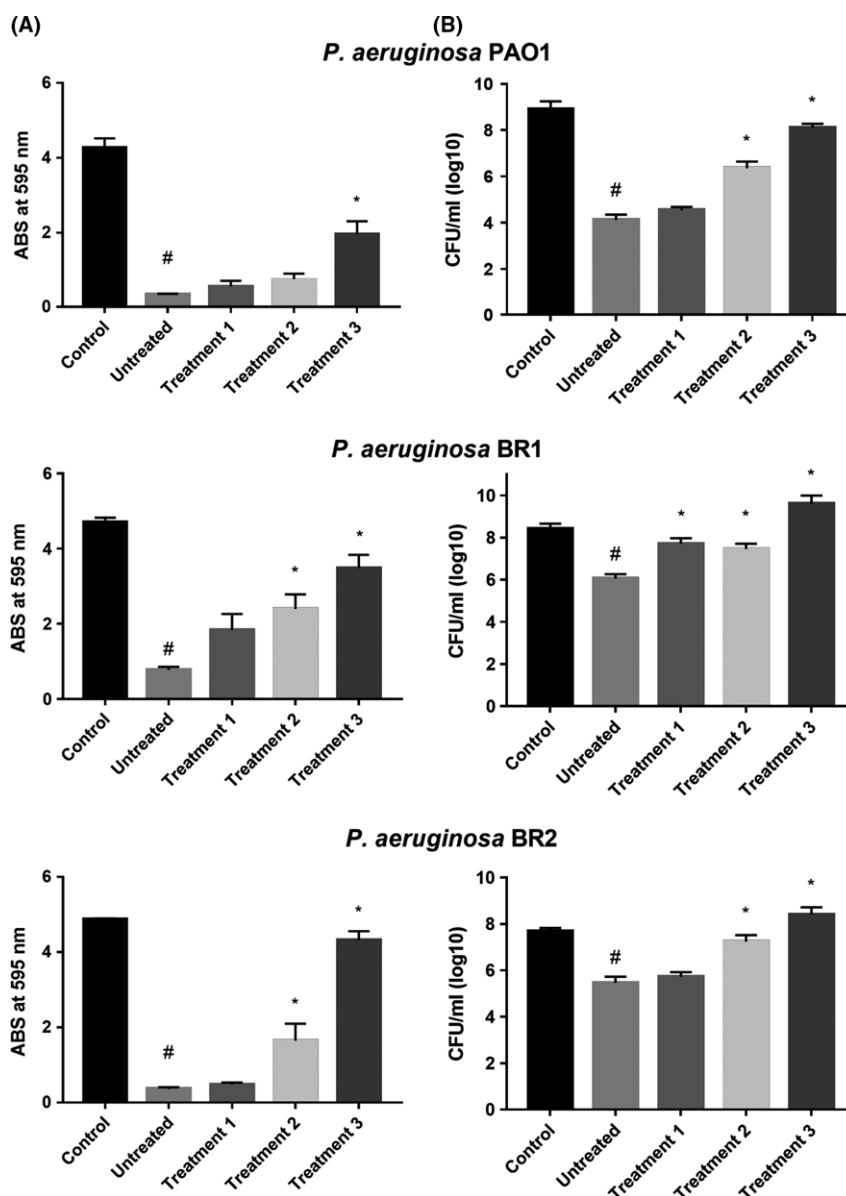 (A)
(B)
P. aeruginosa PAO1
ABS at 595 nm
6
4
2
0
#
*
Control
Untreated
Treatment 1
Treatment 2
Treatment 3
CFU/ml (log10)
10
8
6
4
2
0
#
*
*
Control
Untreated
Treatment 1
Treatment 2
Treatment 3
P. aeruginosa BR1
ABS at 595 nm
6
4
2
0
#
*
*
Control
Untreated
Treatment 1
Treatment 2
Treatment 3
CFU/ml (log10)
10
8
6
4
2
0
#
*
*
*
Control
Untreated
Treatment 1
Treatment 2
Treatment 3
P. aeruginosa BR2
ABS at 595 nm
6
4
2
0
#
*
*
Control
Untreated
Treatment 1
Treatment 2
Treatment 3
CFU/ml (log10)
10
8
6
4
2
0
#
*
*
Control
Untreated
Treatment 1
Treatment 2
Treatment 3